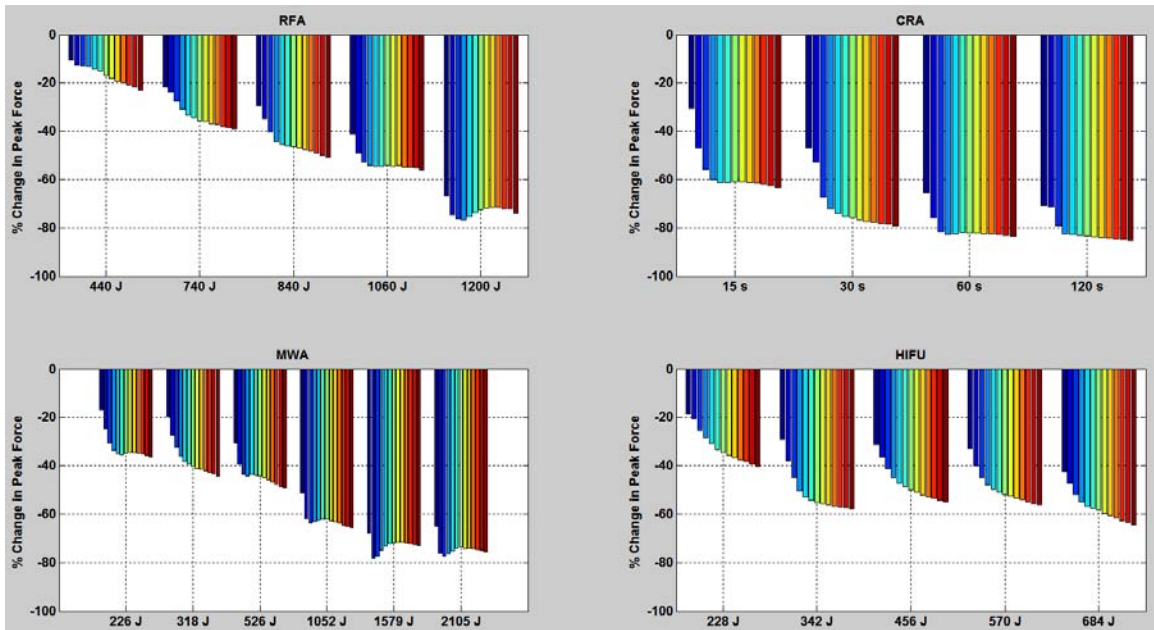 RFA
% Change In Peak Force
0
-20
-40
-60
-80
-100
440 J 740 J 840 J 1060 J 1200 J
CRA
% Change In Peak Force
0
-20
-40
-60
-80
-100
15 s 30 s 60 s 120 s
MWA
% Change In Peak Force
0
-20
-40
-60
-80
-100
226 J 318 J 526 J 1052 J 1579 J 2105 J
HIFU
% Change In Peak Force
0
-20
-40
-60
-80
-100
228 J 342 J 456 J 570 J 684 J